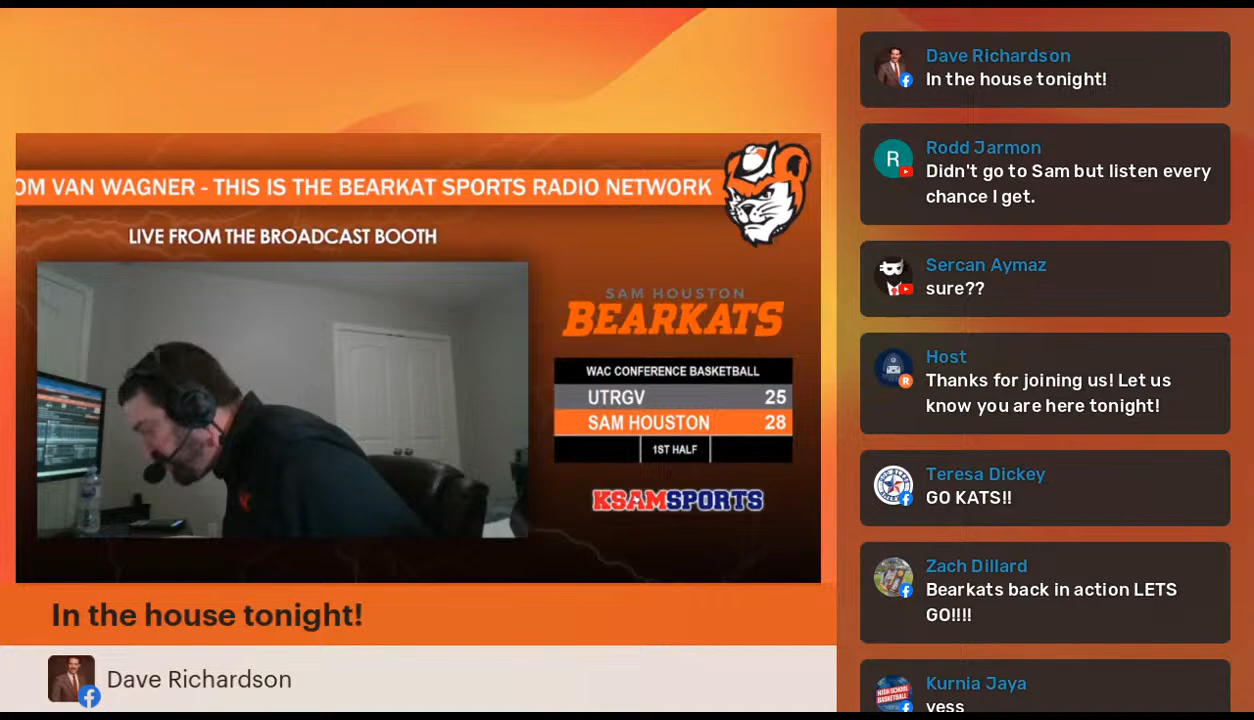 OM VAN WAGNER - THIS IS THE BEARKAT SPORTS RADIO NETWORK
LIVE FROM THE BROADCAST BOOTH
SAM HOUSTON
BEARKATS
WAC CONFERENCE BASKETBALL
UTRGV 25
SAM HOUSTON 28
1ST HALF
KSAMSPORTS
In the house tonight!
Dave Richardson
Dave Richardson
In the house tonight!
R
Rodd Jarmon
Didn't go to Sam but listen every
chance I get.
Sercan Aymaz
sure??
Host
Thanks for joining us! Let us
know you are here tonight!
Teresa Dickey
GO KATS!!
Zach Dillard
Bearkats back in action LETS
GO!!!!
HIGH SCHOOL
BASKETBALL
Kurnia Jaya
yess